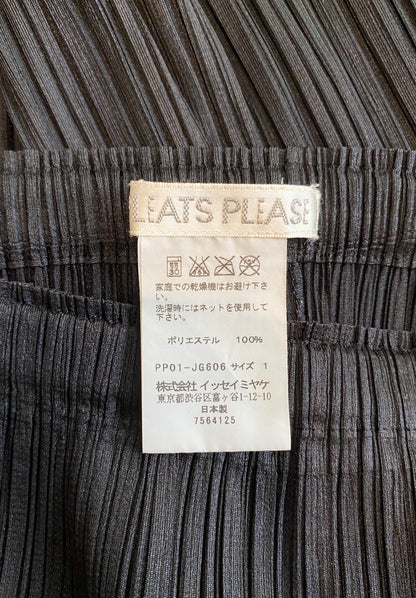 LEATS PLEASE
家庭での乾燥機はお避け下さい。
洗濯時にはネットを使用して下さい。
ポリエステル 100%
PP01-JG606 サイズ 1
株式会社 イッセイミヤケ
東京都渋谷区富ヶ谷1-12-10
日本製
7564125